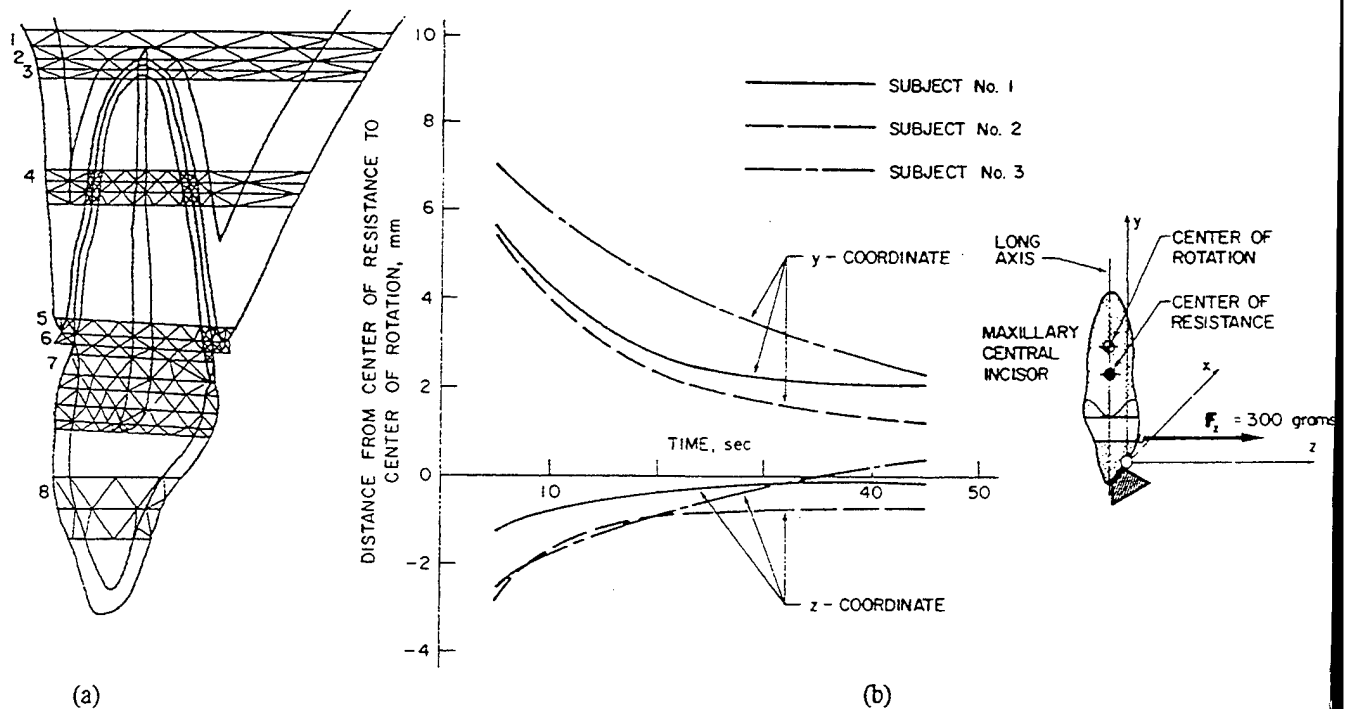 1
2
3
4
5
6
7
8
(a)
DISTANCE FROM CENTER OF RESISTANCE TO
CENTER OF ROTATION, mm
10
8
6
4
2
0
-2
-4
TIME, sec
10
40
50
SUBJECT No. 1
SUBJECT No. 2
SUBJECT No. 3
y - COORDINATE
z - COORDINATE
LONG
AXIS
y
CENTER OF
ROTATION
CENTER OF
RESISTANCE
MAXILLARY
CENTRAL
INCISOR
x
F_z = 300 grams
z
(b)